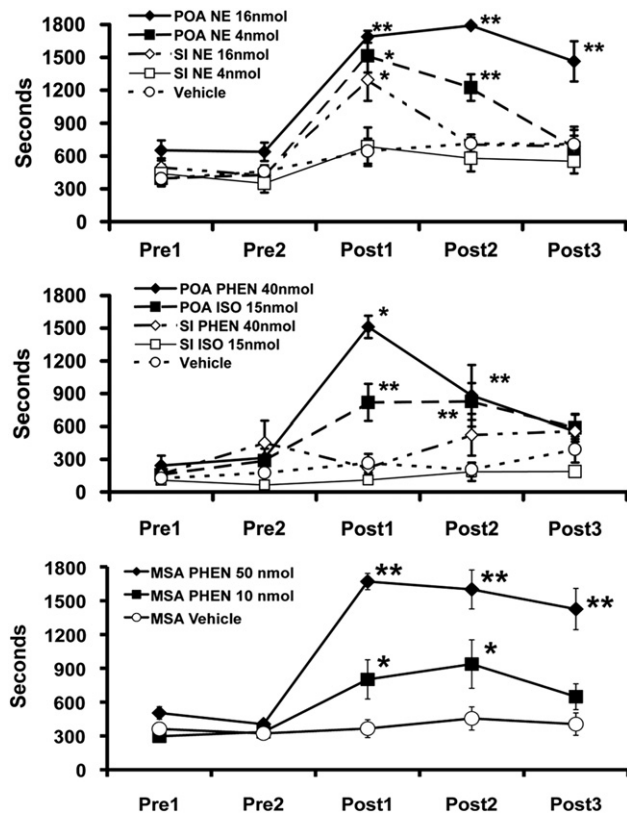 POA NE 16nmol
POA NE 4nmol
SI NE 16nmol
SI NE 4nmol
Vehicle
Seconds
1800
1500
1200
900
600
300
0
**
**
**
*
**
*
Pre1 Pre2 Post1 Post2 Post3
POA PHEN 40nmol
POA ISO 15nmol
SI PHEN 40nmol
SI ISO 15nmol
Vehicle
Seconds
1800
1500
1200
900
600
300
0
*
**
**
**
Pre1 Pre2 Post1 Post2 Post3
MSA PHEN 50 nmol
MSA PHEN 10 nmol
MSA Vehicle
Seconds
1800
1500
1200
900
600
300
0
**
**
**
*
*
Pre1 Pre2 Post1 Post2 Post3